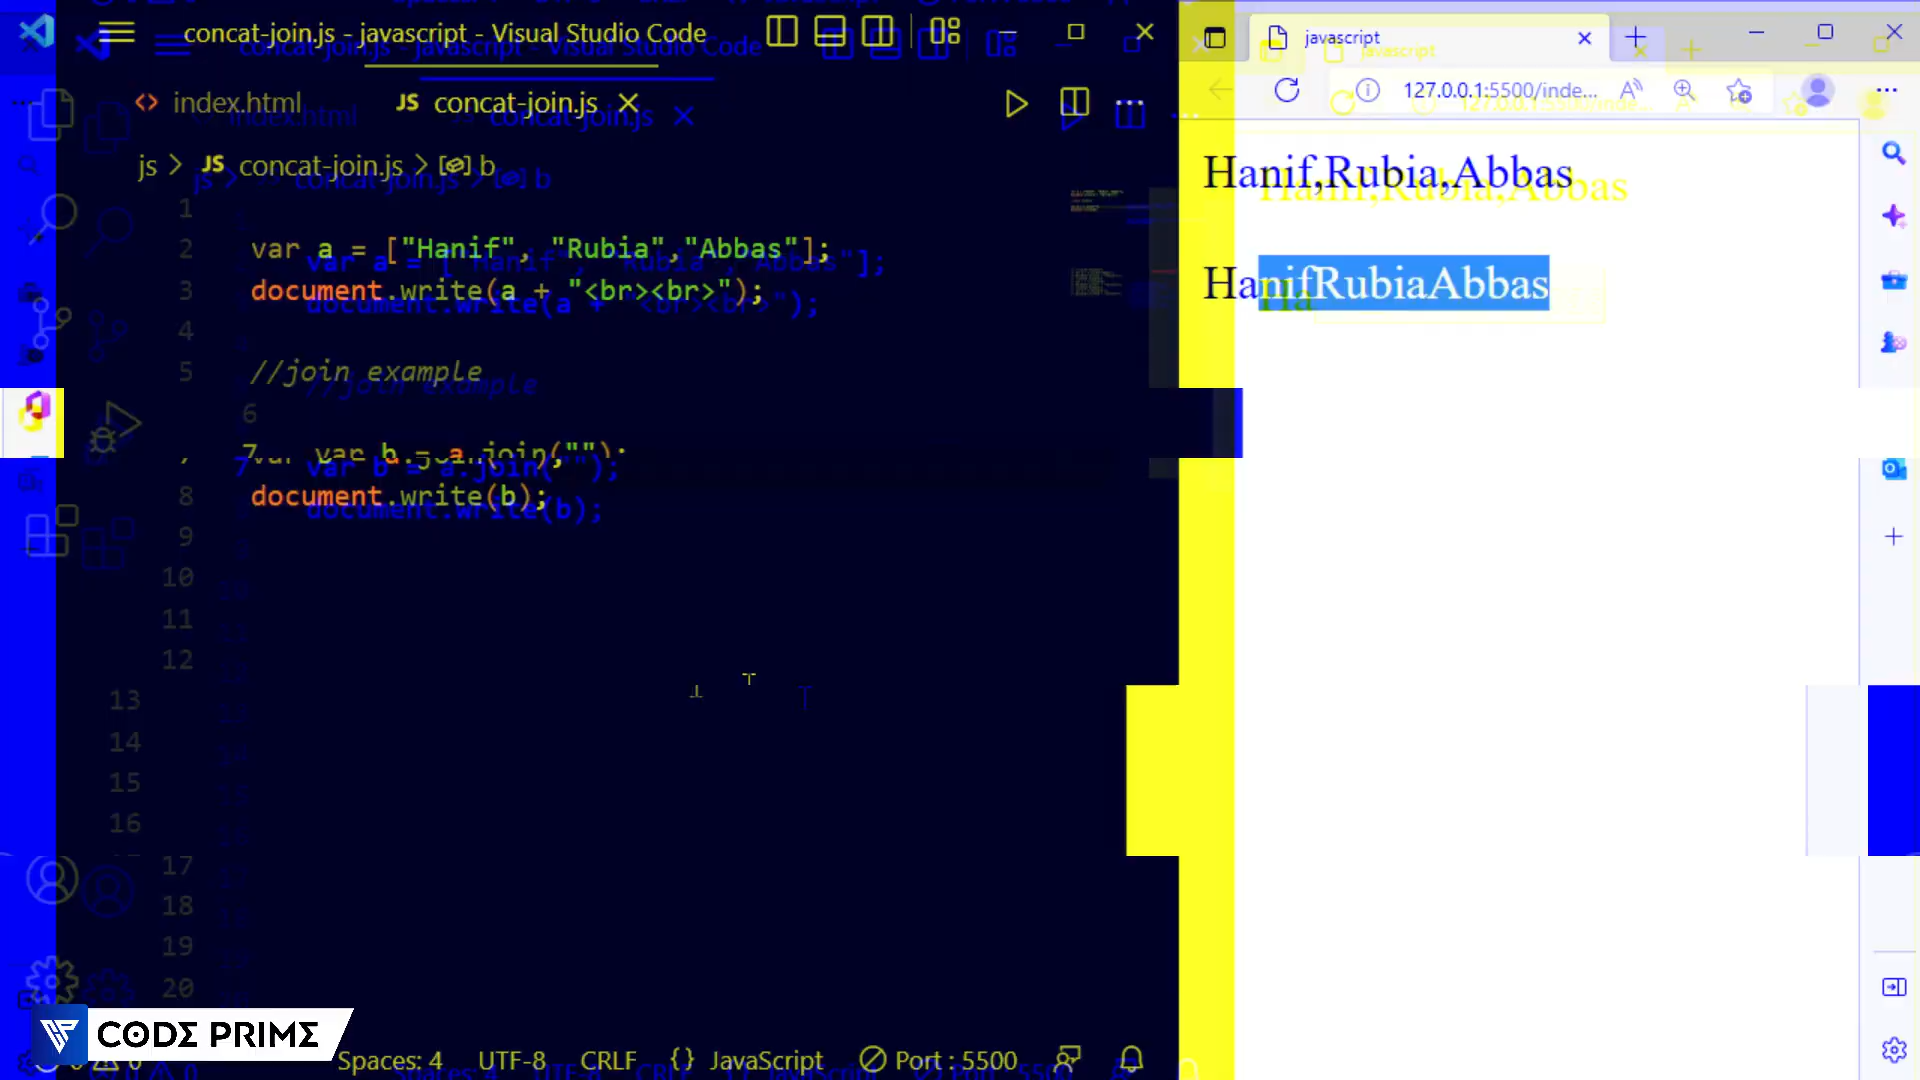 concat-join.js - javascript - Visual Studio Code
index.html
JS concat-join.js
js > JS concat-join.js > b
1
2 var a = ["Hanif", "Rubia","Abbas"];
3 document.write(a + "<br><br>");
4
5 //join example
6
7 var b = a.join("");
8 document.write(b);
9
10
11
12
13
14
15
16
17
18
19
20
CODΣ PRIMΣ
Spaces: 4 UTF-8 CRLF {} JavaScript Port : 5500
javascript
127.0.0.1:5500/inde...
Hanif,Rubia,Abbas
HanifRubiaAbbas